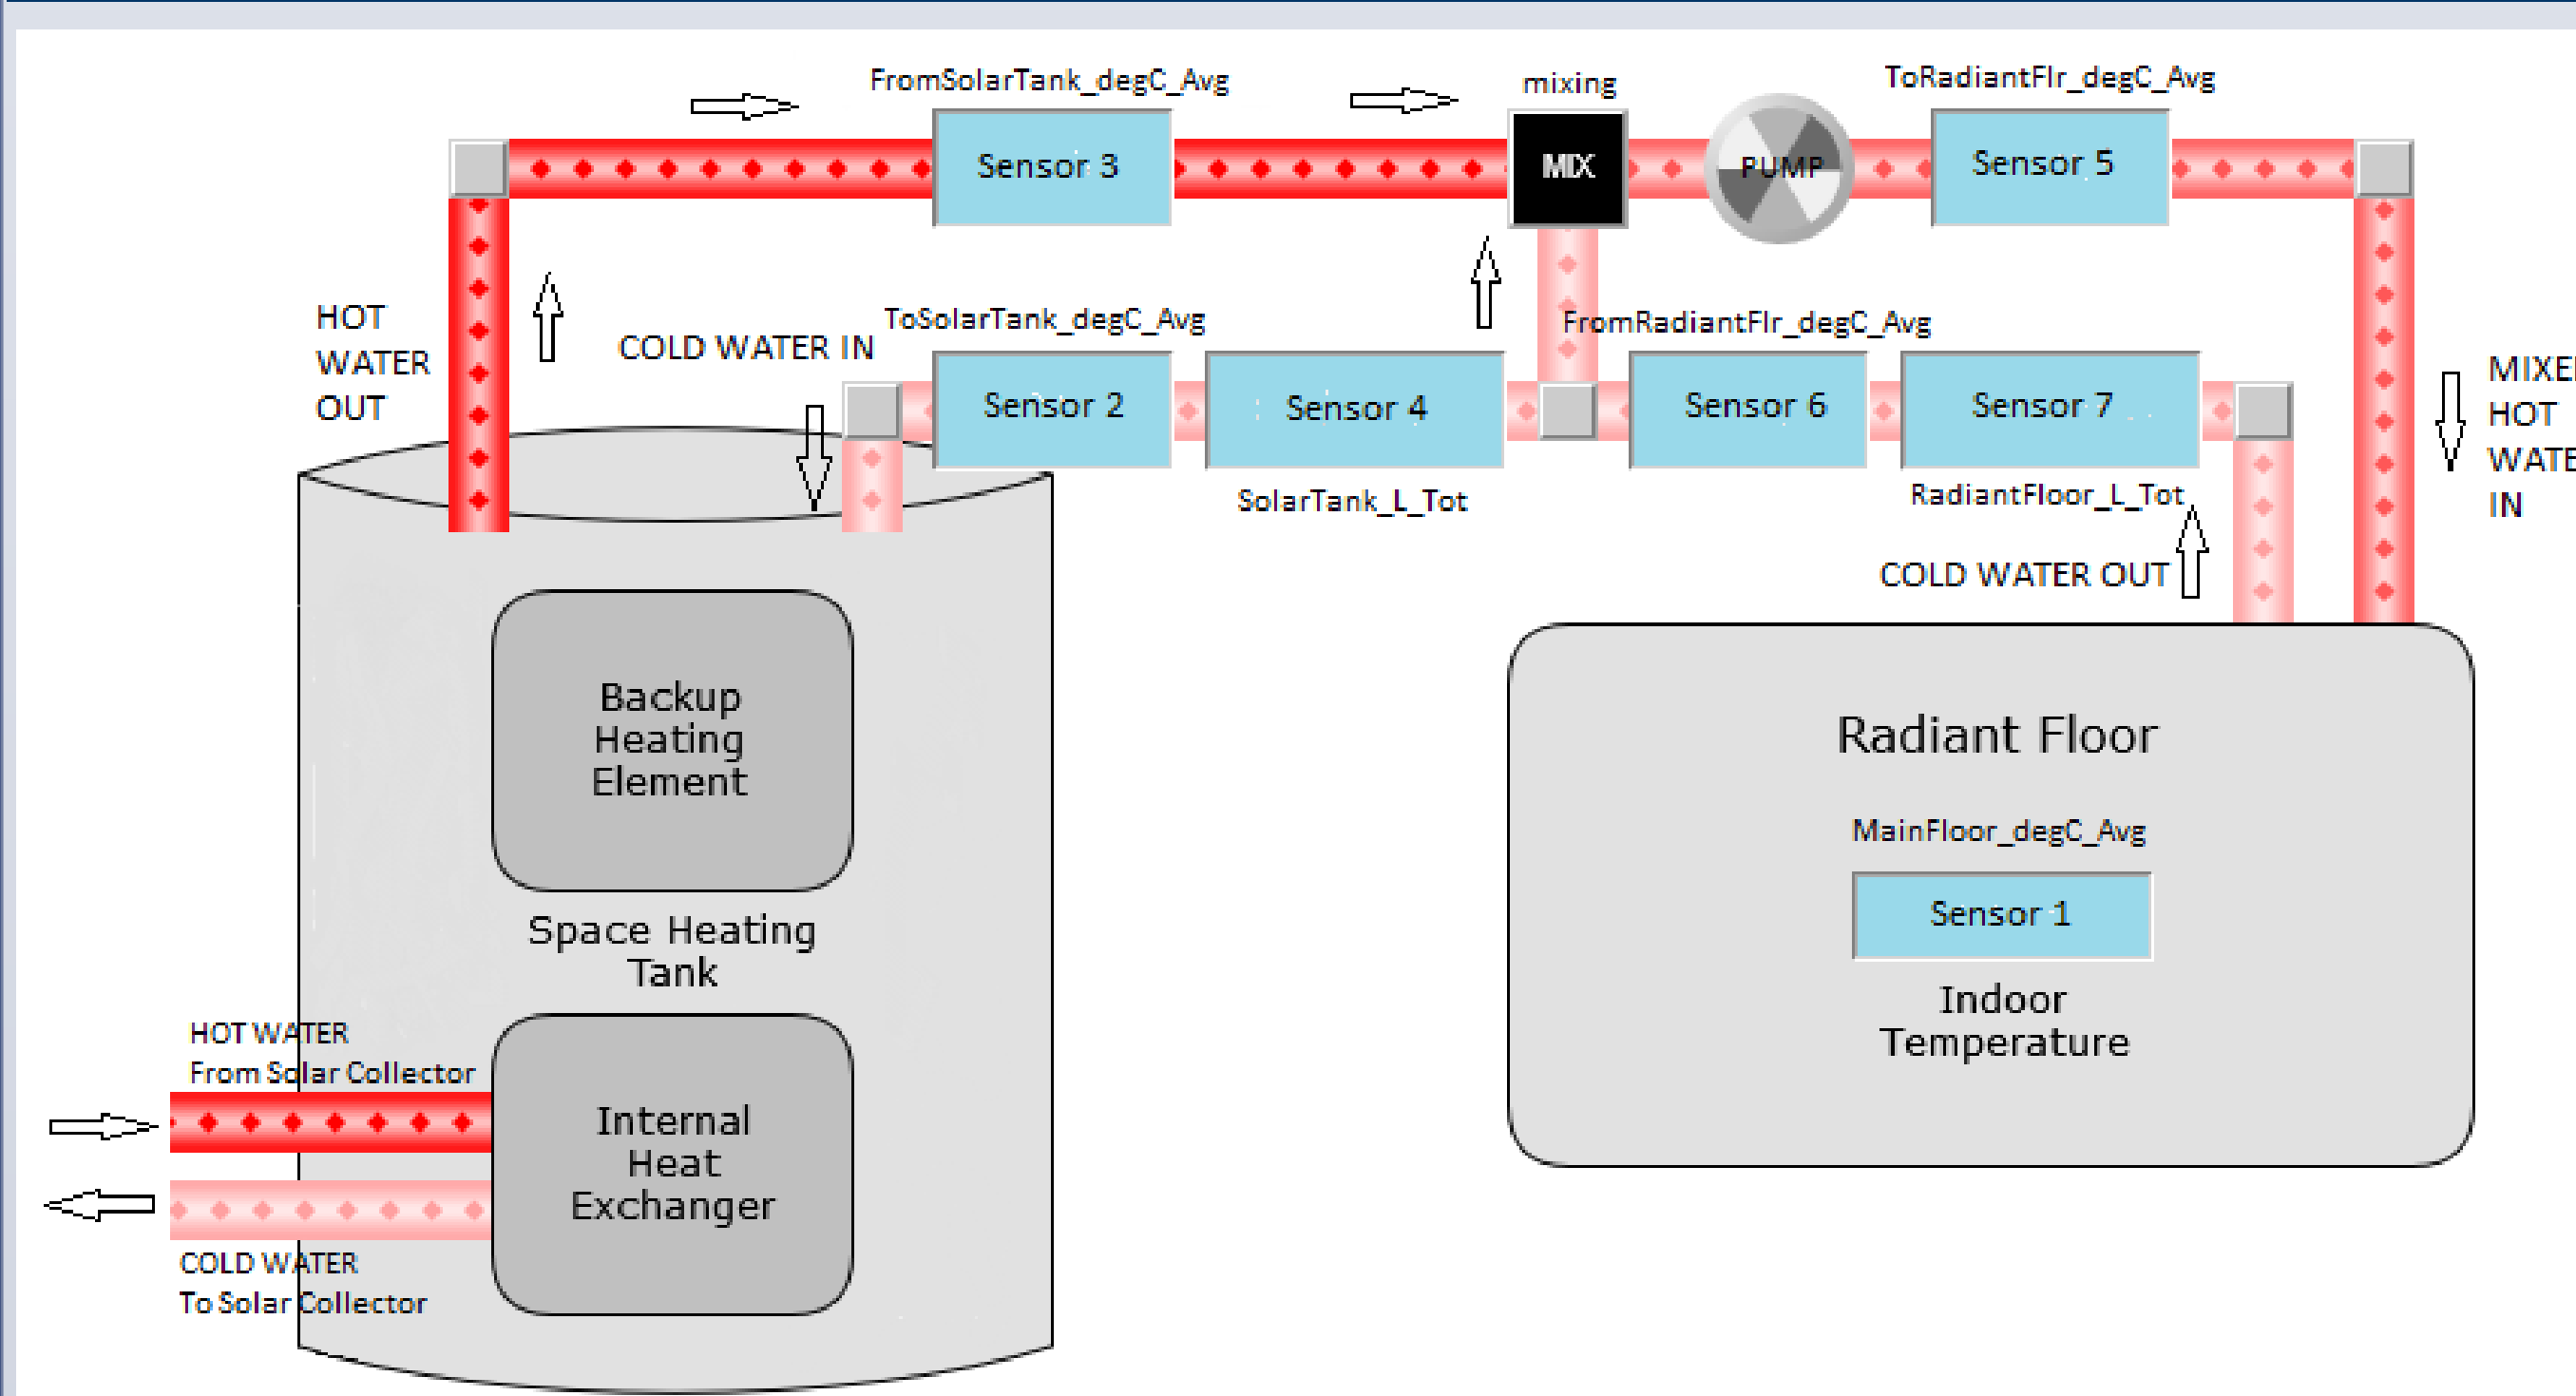 FromSolarTank_degC_Avg
mixing
ToRadiantFlr_degC_Avg
Sensor 3
MIX
PUMP
Sensor 5
HOT
WATER
OUT
COLD WATER IN
ToSolarTank_degC_Avg
FromRadiantFlr_degC_Avg
Sensor 2
Sensor 4
Sensor 6
Sensor 7
SolarTank_L_Tot
RadiantFloor_L_Tot
HOT
IN
COLD WATER OUT
Backup
Heating
Element
Space Heating
Tank
Radiant Floor
MainFloor_degC_Avg
Sensor 1
Indoor
Temperature
HOT WATER
From Solar Collector
Internal
Heat
Exchanger
COLD WATER
To Solar Collector